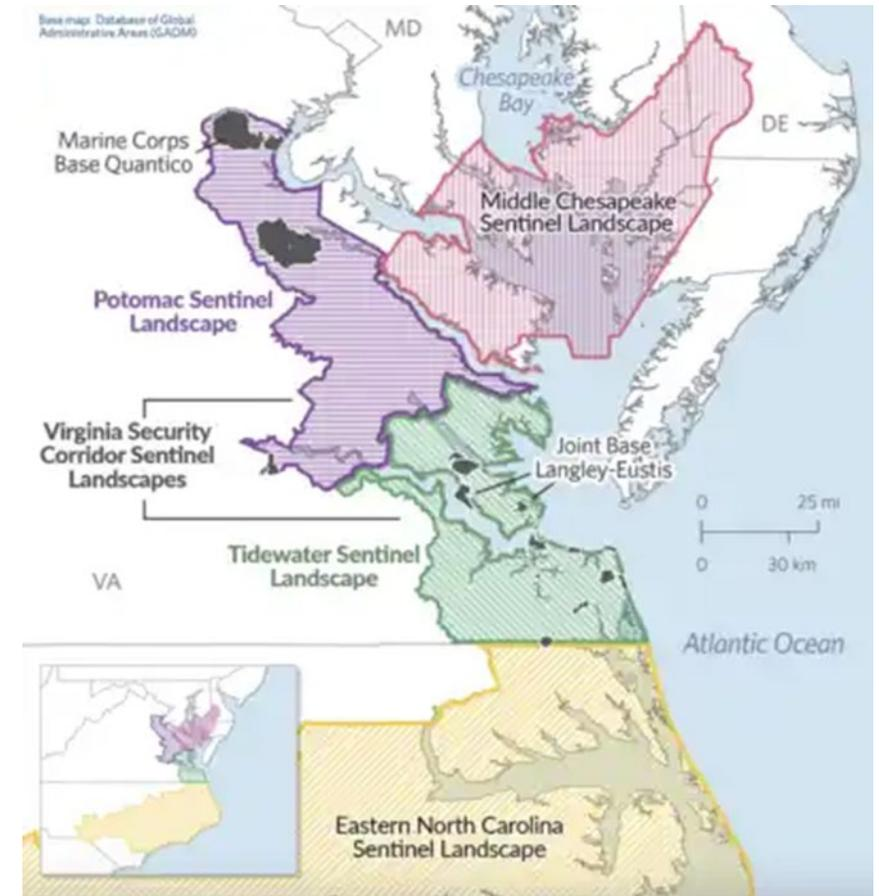 Base map: Database of Global
Administrative Areas (GADM)
MD
Chesapeake
Bay
DE
Marine Corps
Base Quantico
Middle Chesapeake
Sentinel Landscape
Potomac Sentinel
Landscape
Virginia Security
Corridor Sentinel
Landscapes
Joint Base
Langley-Eustis
0 25 mi
0 30 km
Tidewater Sentinel
Landscape
VA
Atlantic Ocean
Eastern North Carolina
Sentinel Landscape